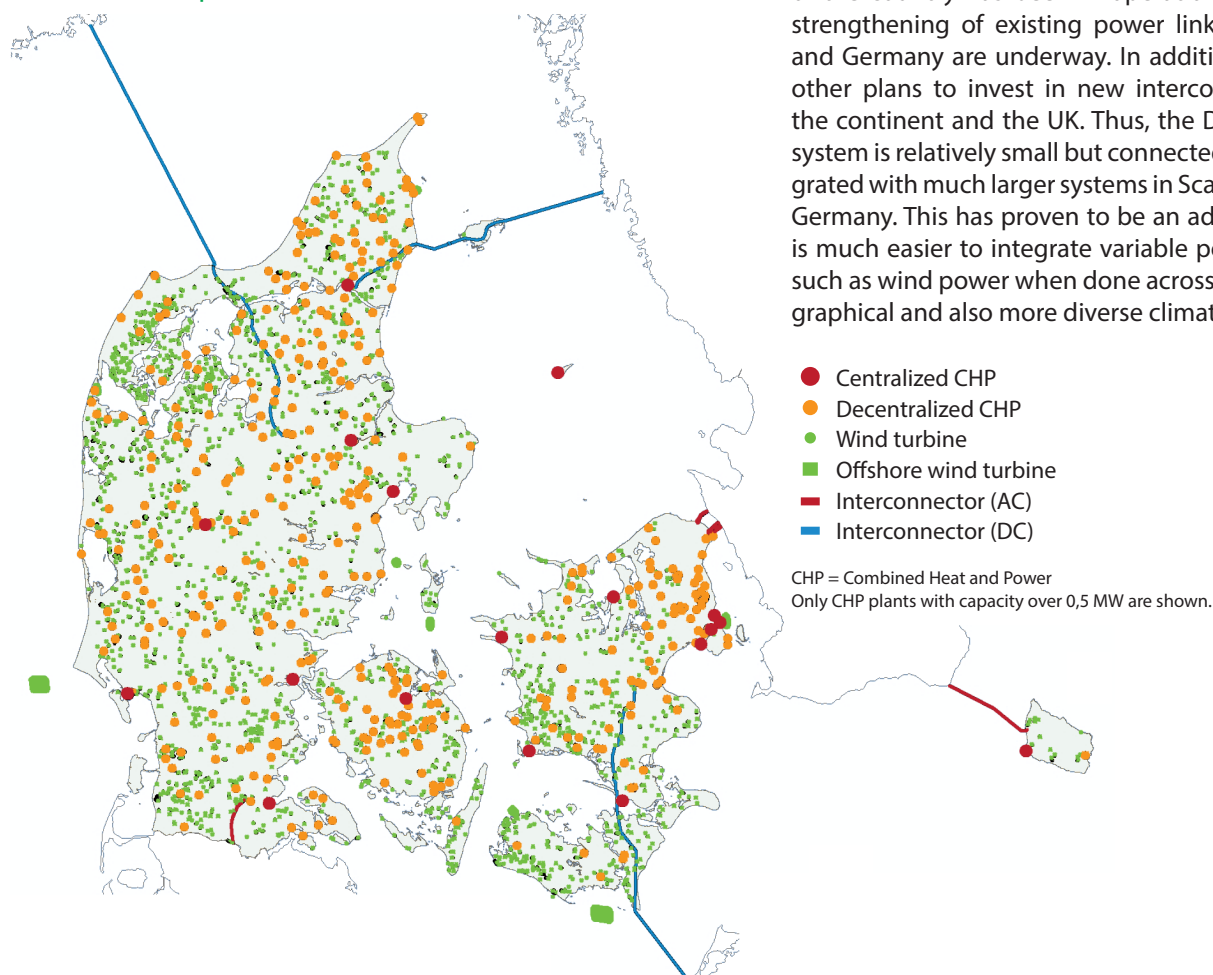 strengthening of existing power link
and Germany are underway. In additi
other plans to invest in new interco
the continent and the UK. Thus, the D
system is relatively small but connected
grated with much larger systems in Sca
Germany. This has proven to be an ad
is much easier to integrate variable p
such as wind power when done across
graphical and also more diverse climat
Centralized CHP
Decentralized CHP
Wind turbine
Offshore wind turbine
Interconnector (AC)
Interconnector (DC)
CHP = Combined Heat and Power
Only CHP plants with capacity over 0,5 MW are shown.